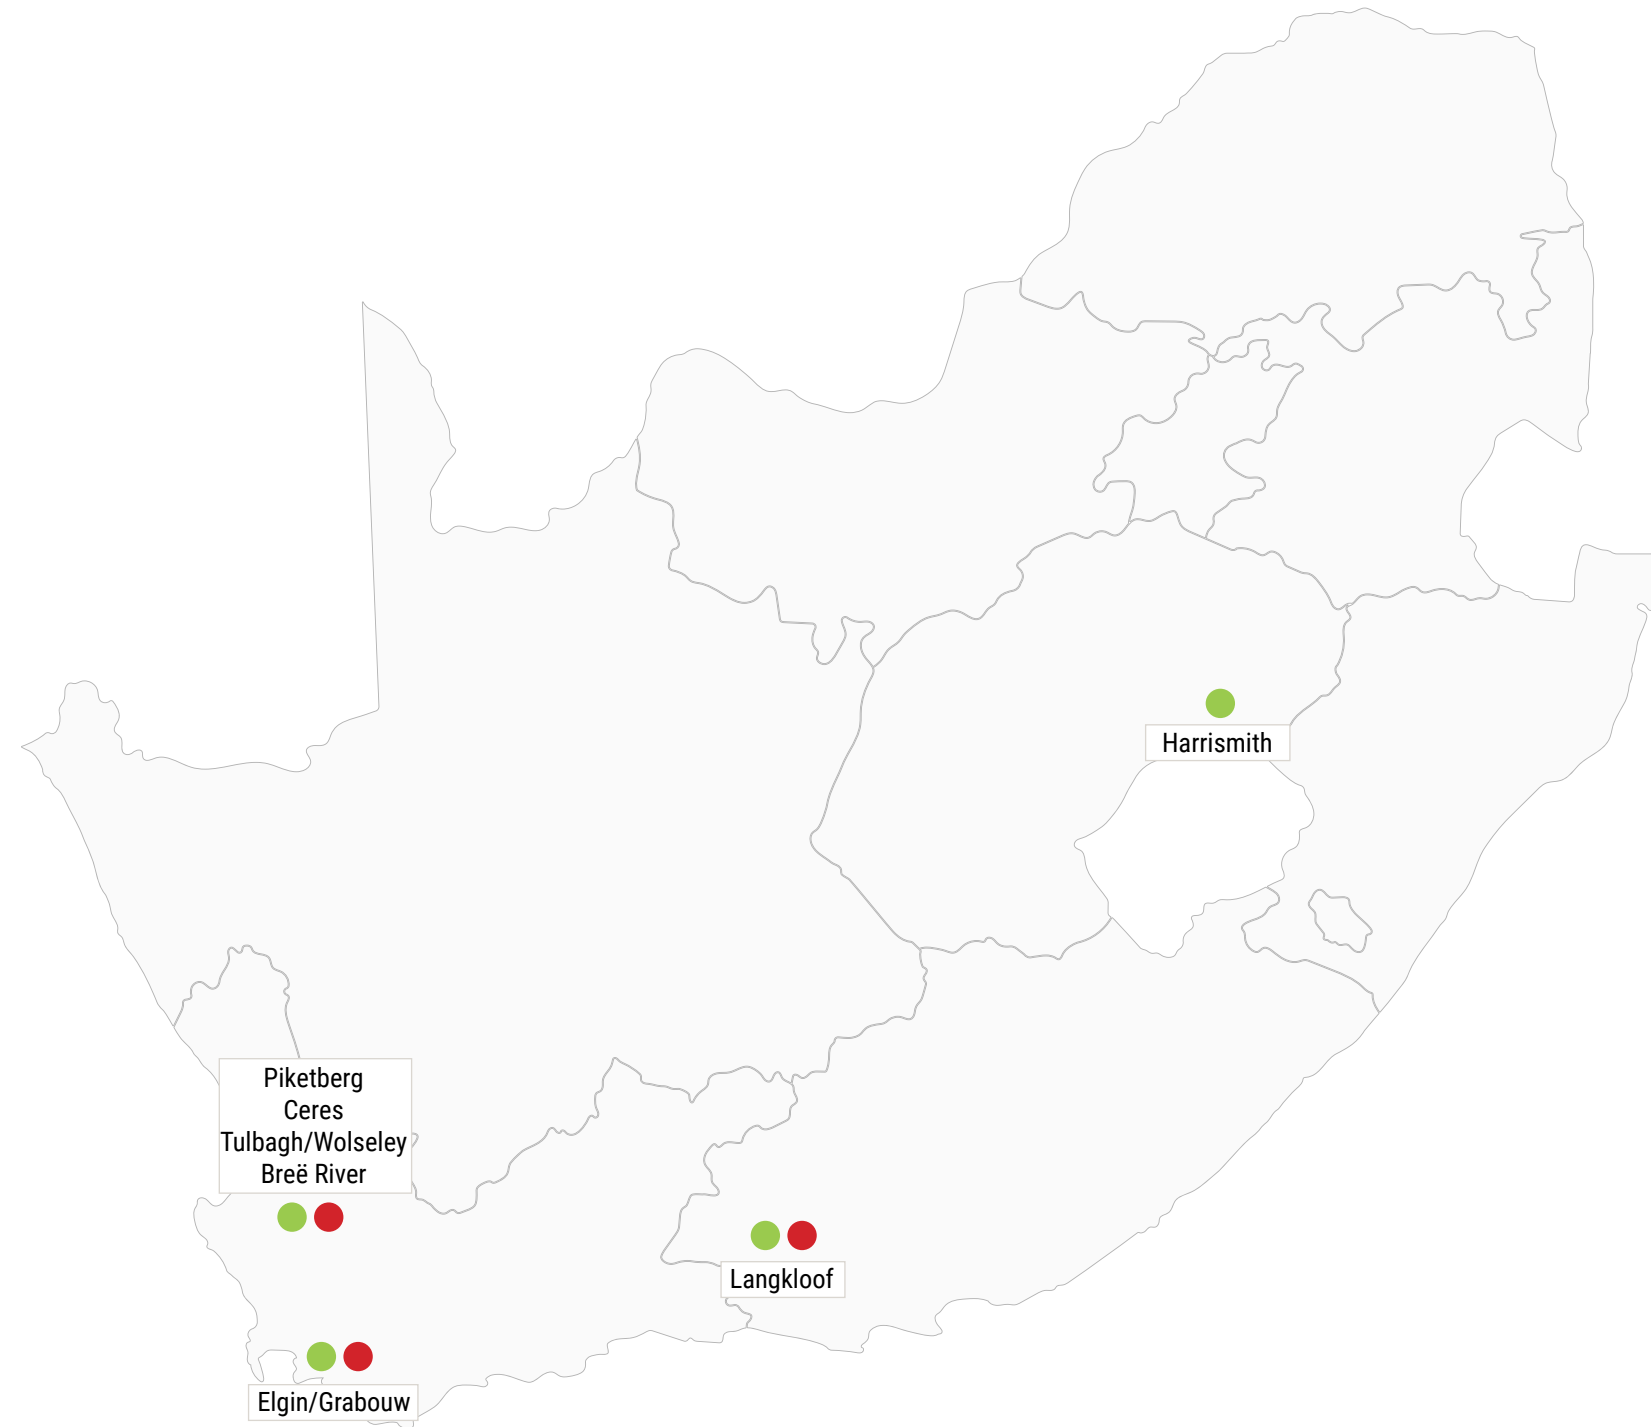 Harrismith
Piketberg
Ceres
Tulbagh/Wolseley
Breë River
Langkloof
Elgin/Grabouw